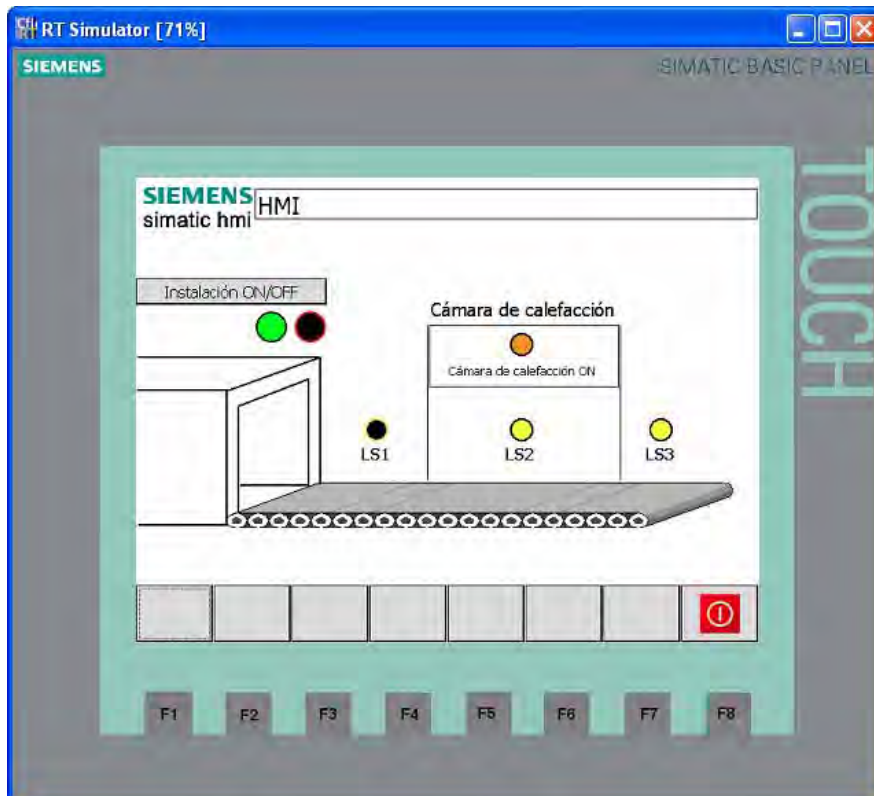 RT Simulator [71%]
SIEMENS
SIMATIC BASIC PANEL
TOUCH
SIEMENS
simatic hmi
HMI
Instalación ON/OFF
Cámara de calefacción
Cámara de calefacción ON
LS1
LS2
LS3
F1
F2
F3
F4
F5
F6
F7
F8